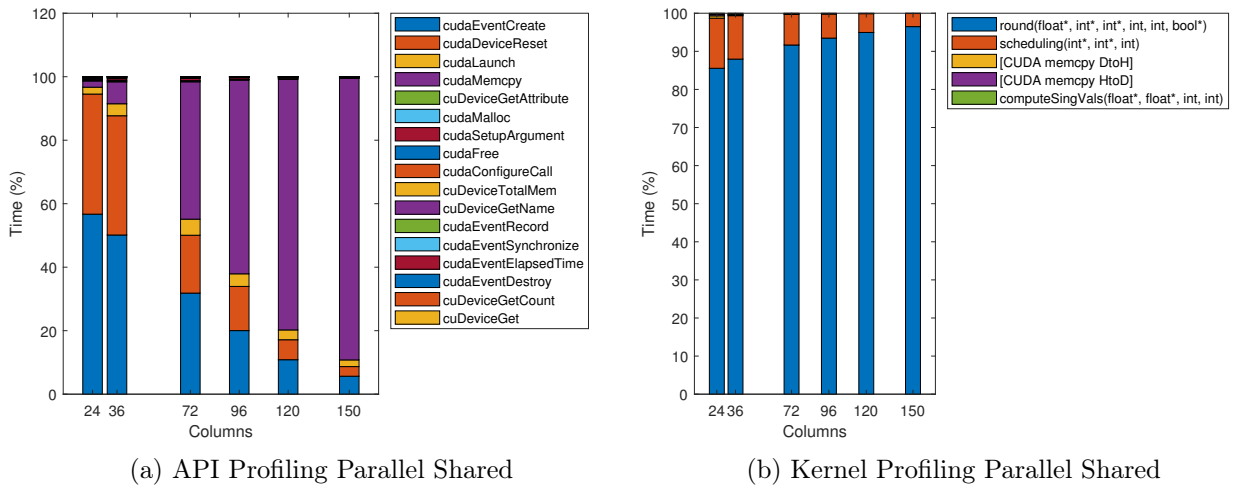 120
100
80
60
40
20
0
Time (%)
24 36 72 96 120 150
Columns
cudaEventCreate
cudaDeviceReset
cudaLaunch
cudaMemcpy
cuDeviceGetAttribute
cudaMalloc
cudaSetupArgument
cudaFree
cudaConfigureCall
cuDeviceTotalMem
cuDeviceGetName
cudaEventRecord
cudaEventSynchronize
cudaEventElapsedTime
cudaEventDestroy
cuDeviceGetCount
cuDeviceGet
(a) API Profiling Parallel Shared
100
90
80
70
60
50
40
30
20
10
0
Time (%)
24 36 72 96 120 150
Columns
round(float*, int*, int*, int, int, bool*)
scheduling(int*, int*, int)
[CUDA memcpy DtoH]
[CUDA memcpy HtoD]
computeSingVals(float*, float*, int, int)
(b) Kernel Profiling Parallel Shared